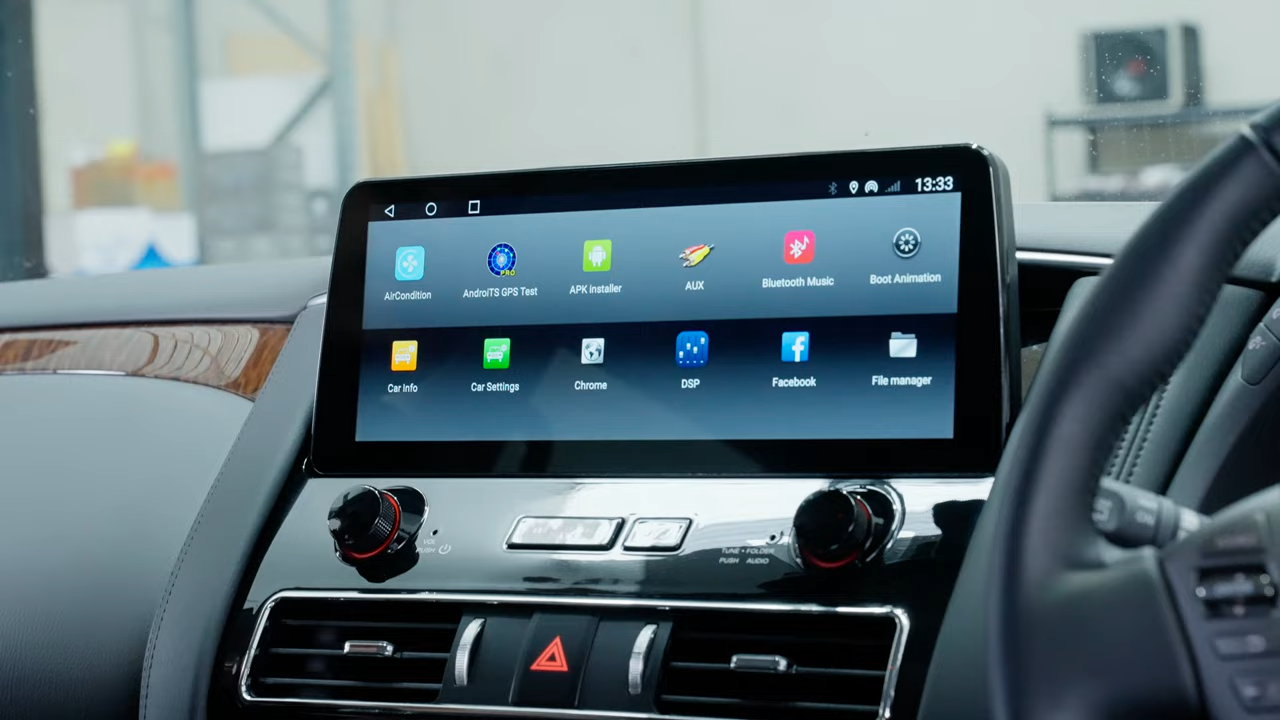 13:33
AirCondition
AndroiTS GPS Test
PRO
APK installer
AUX
Bluetooth Music
Boot Animation
Car Info
Car Settings
Chrome
DSP
Facebook
File manager
VOL
PUSH
TUNE • FOLDER
PUSH AUDIO